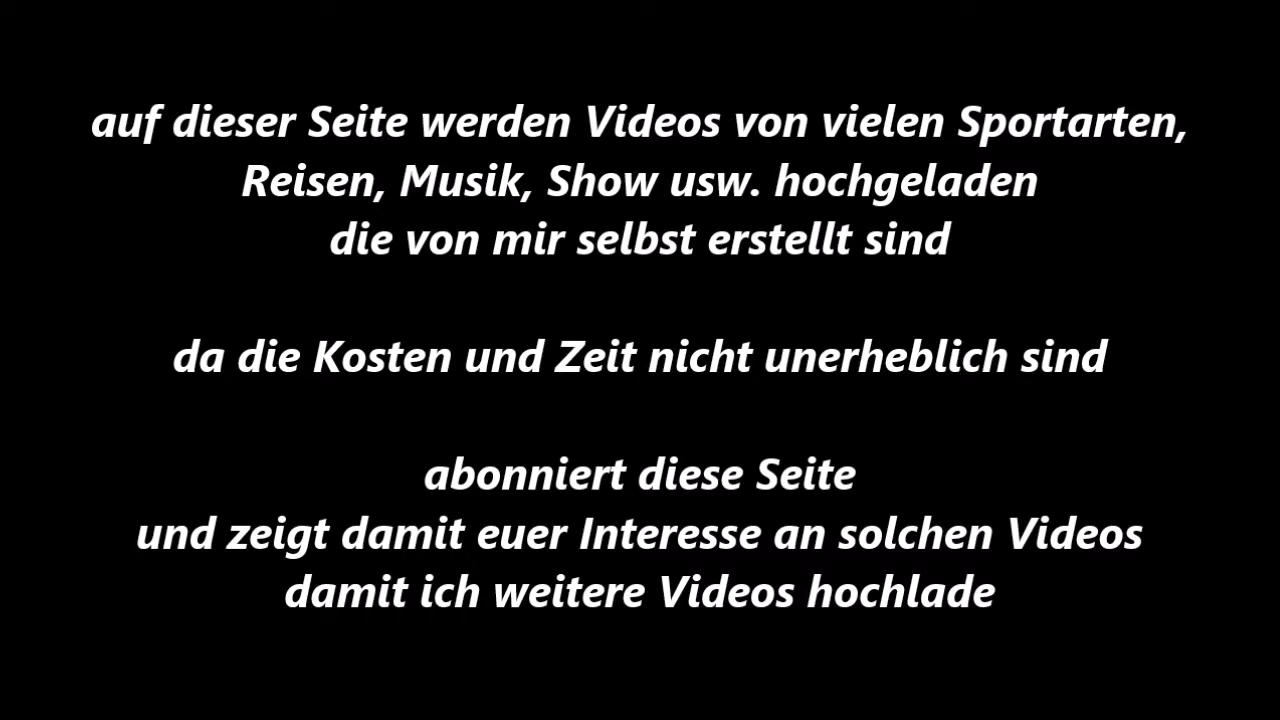 auf dieser Seite werden Videos von vielen Sportarten,
Reisen, Musik, Show usw. hochgeladen
die von mir selbst erstellt sind
da die Kosten und Zeit nicht unerheblich sind
abonniert diese Seite
und zeigt damit euer Interesse an solchen Videos
damit ich weitere Videos hochlade